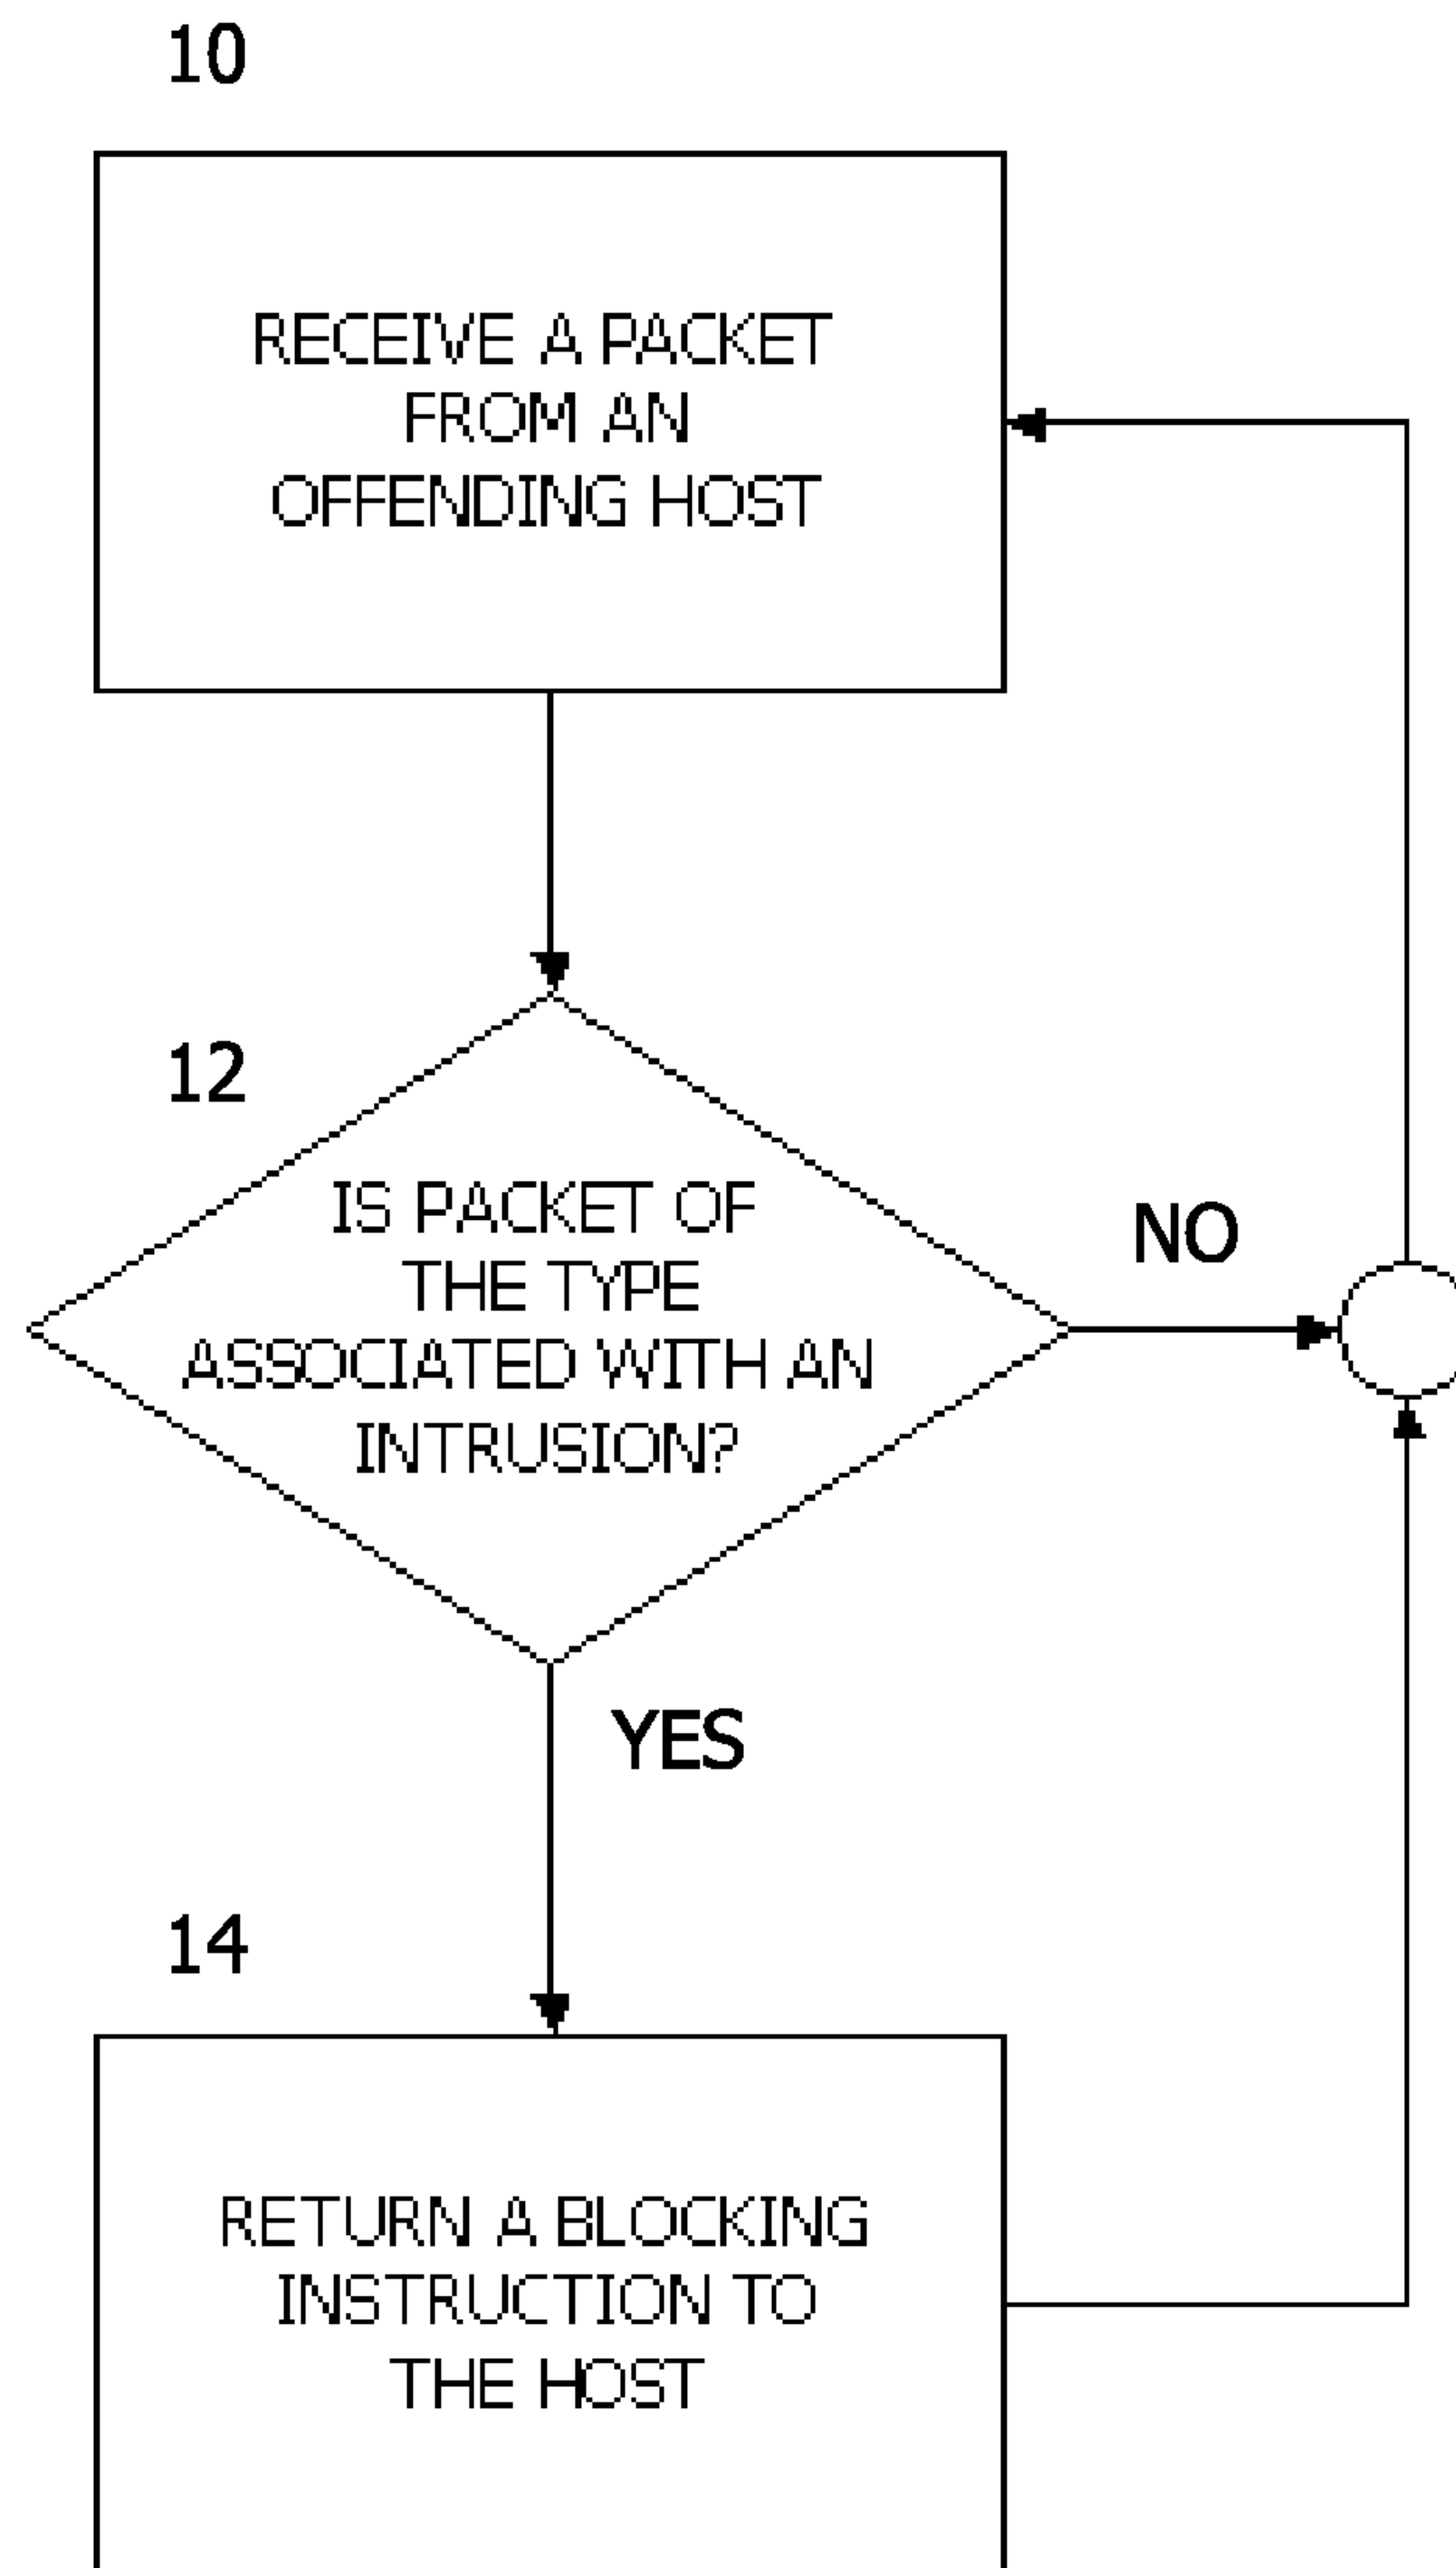 10
RECEIVE A PACKET
FROM AN
OFFENDING HOST
12
IS PACKET OF
THE TYPE
ASSOCIATED WITH AN
INTRUSION?
NO
YES
14
RETURN A BLOCKING
INSTRUCTION TO
THE HOST